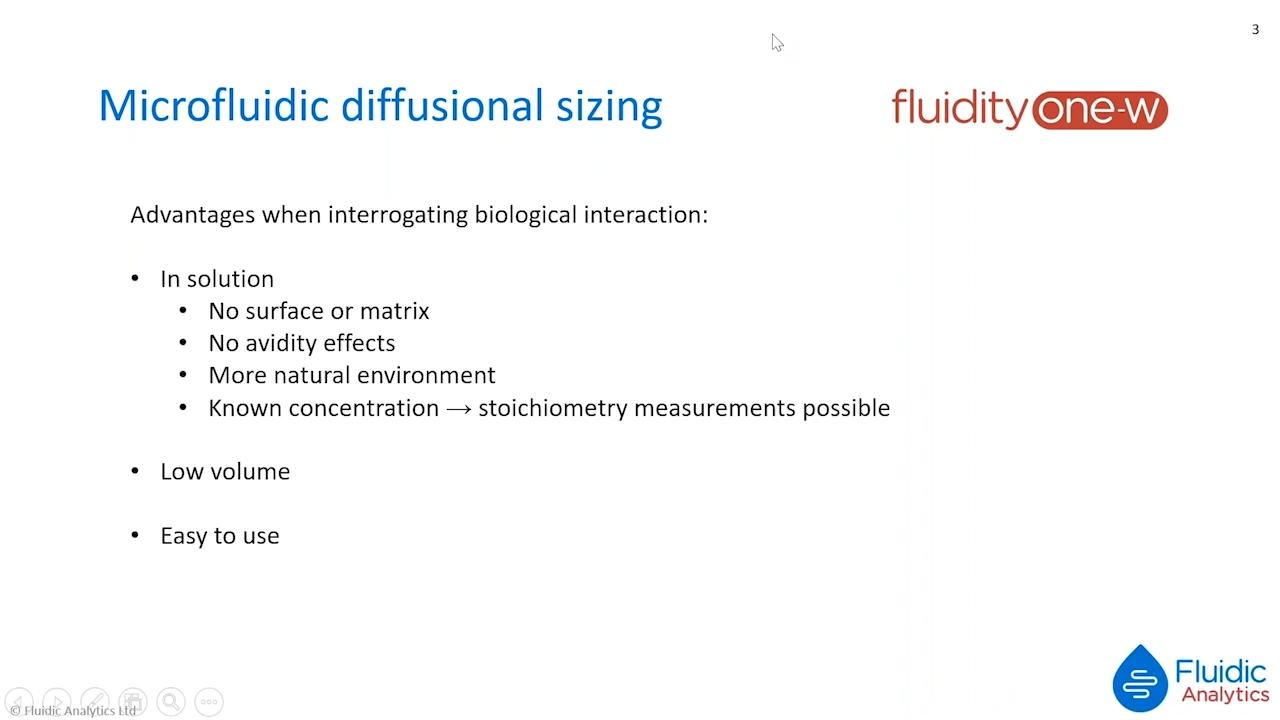 3
Microfluidic diffusional sizing
fluidity one-w
Advantages when interrogating biological interaction:
• In solution
• No surface or matrix
• No avidity effects
• More natural environment
• Known concentration → stoichiometry measurements possible
• Low volume
• Easy to use
Fluidic
Analytics
© Fluidic Analytics Ltd